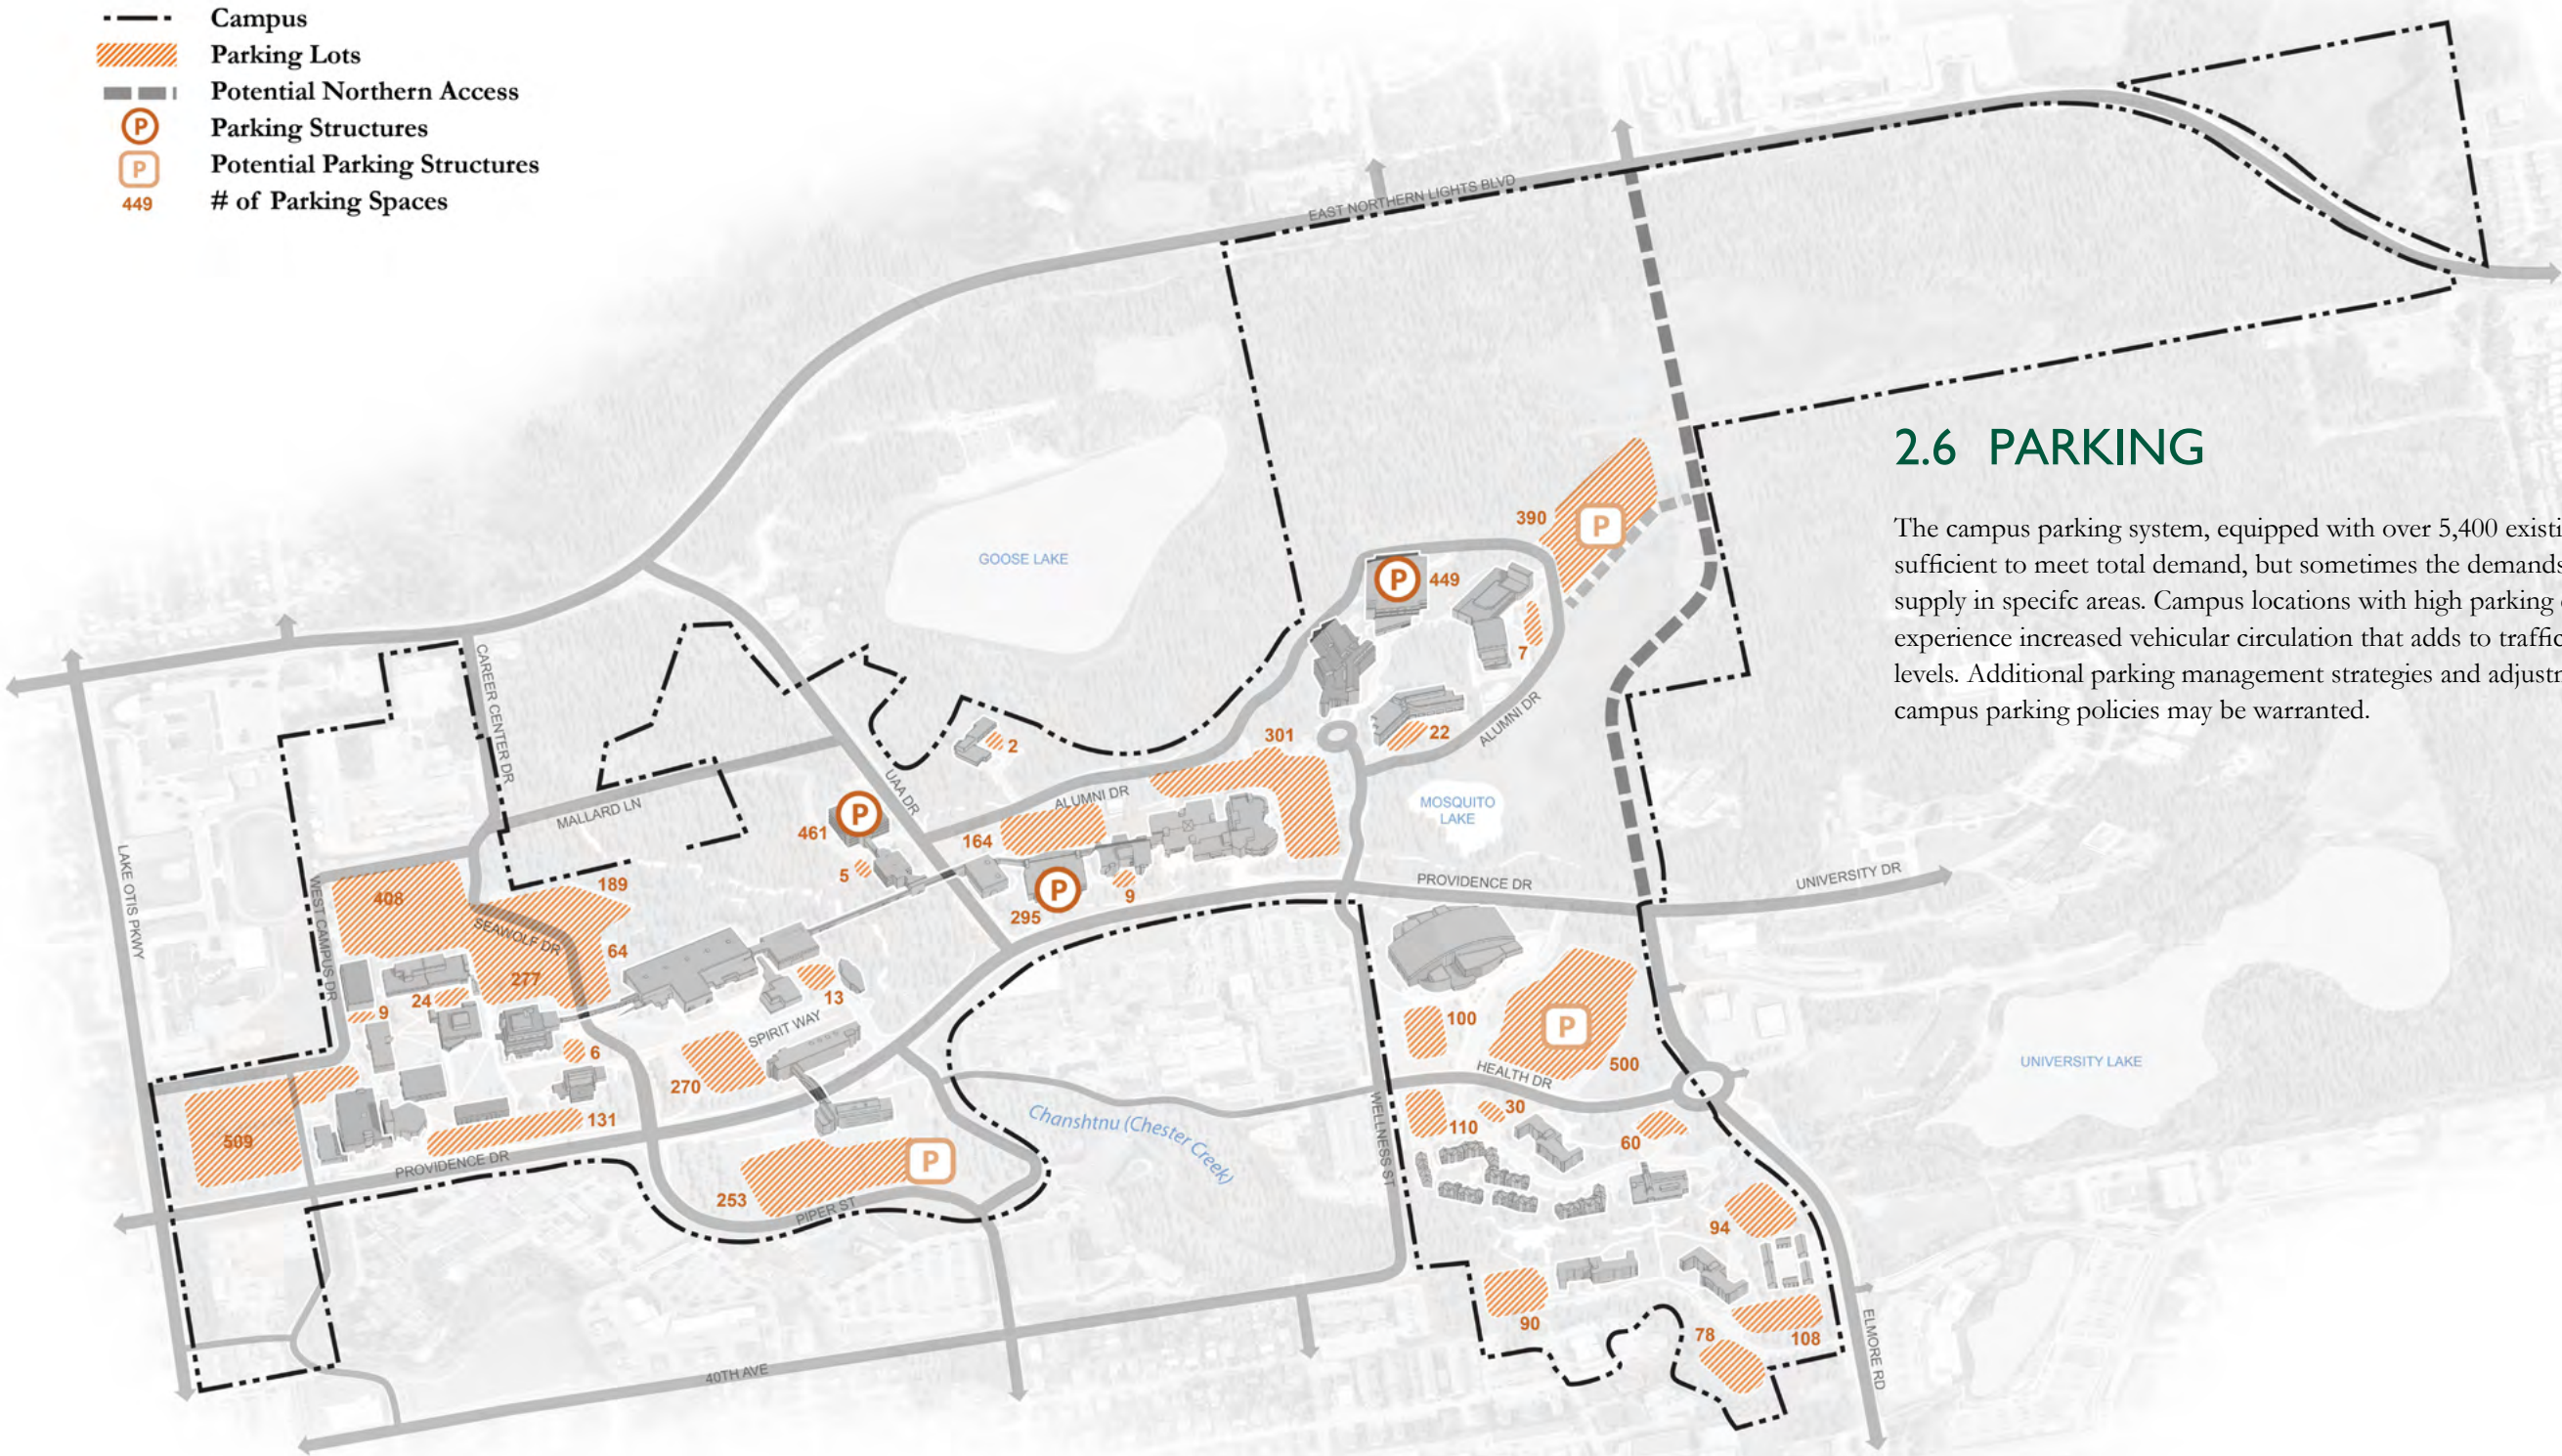 Campus
Parking Lots
Potential Northern Access
P Parking Structures
P Potential Parking Structures
449 # of Parking Spaces
EAST NORTHERN LIGHTS BLVD
2.6 PARKING
The campus parking system, equipped with over 5,400 existi
sufficient to meet total demand, but sometimes the demands
supply in specifc areas. Campus locations with high parking
experience increased vehicular circulation that adds to traffic
levels. Additional parking management strategies and adjustm
campus parking policies may be warranted.
GOOSE LAKE
390
P
P
449
7
CAREER CENTER DR
ALUMNI DR
22
301
2
UAA DR
ALUMNI DR
MALLARD LN
MOSQUITO
LAKE
P
461
164
5
P
295
9
PROVIDENCE DR
UNIVERSITY DR
LAKE OTIS PKWY
WEST CAMPUS DR
408
189
SEAWOLF DR
64
277
24
9
13
SPIRIT WAY
6
270
100
P
500
HEALTH DR
UNIVERSITY LAKE
509
131
PROVIDENCE DR
Chanshtnu (Chester Creek)
WELLNESS ST
110
30
60
P
253
PIPER ST
94
90
78
108
ELMORE RD
40TH AVE